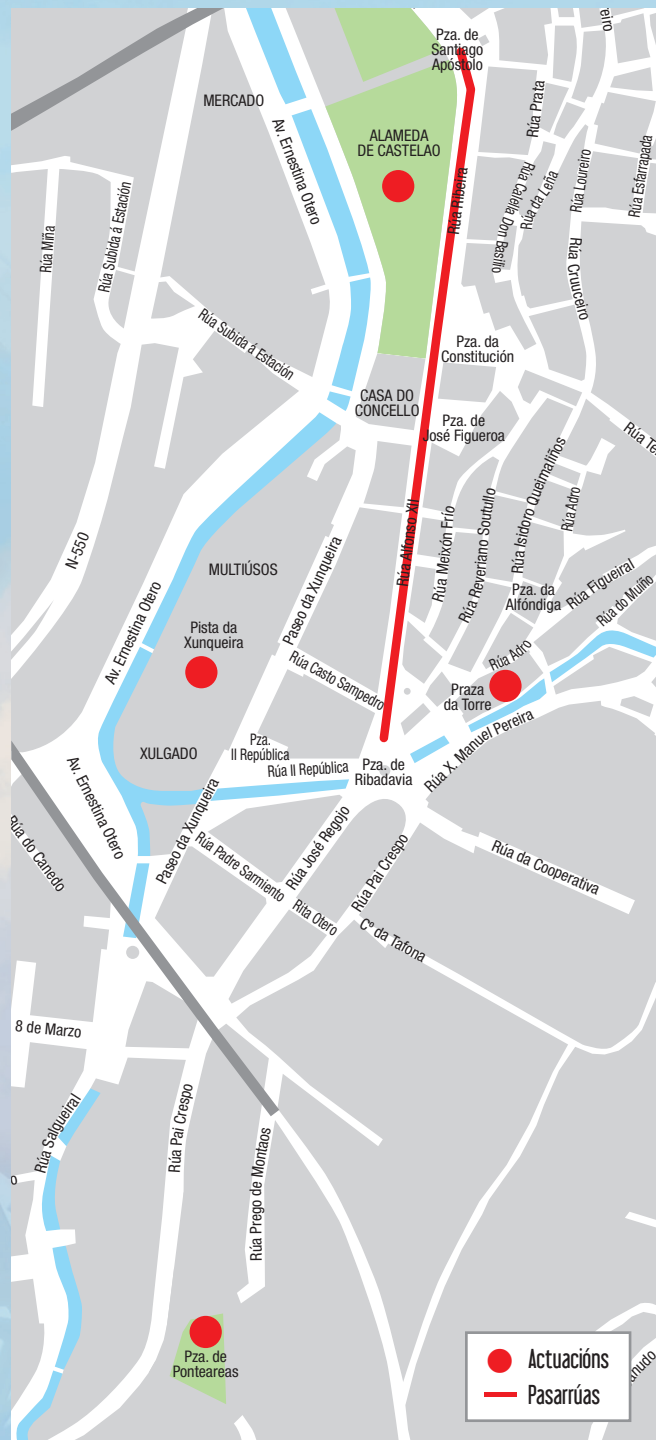 Pza. de
Santiago
Apóstolo
MERCADO
Av. Ernestina Otero
ALAMEDA
DE CASTELAO
Rúa Prata
Rúa da Leña
Rúa Calella Don Basilio
Rúa Loureiro
Rúa Esfarrapada
Rúa Ribeira
Rúa Cruuceiro
Rúa Miña
Rúa Subida á Estación
Rúa Subida á Estación
Pza. da
Constitución
CASA DO
CONCELLO
Pza. de
José Figueroa
N-550
Av. Ernestina Otero
MULTIÚSOS
Paseo da Xunqueira
Rúa Alfonso XII
Rúa Meixón Frío
Rúa Reveriano Soutullo
Rúa Isidoro Queimaliños
Rúa Adro
Pza. da
Alfóndiga
Rúa Figueiral
Rúa do Muíño
Pista da
Xunqueira
Rúa Casto Sampedro
Rúa Adro
Praza
da Torre
XULGADO
Pza.
II República
Rúa II República
Pza. de
Ribadavia
Rúa X. Manuel Pereira
Av. Ernestina Otero
Rúa do Canedo
Paseo da Xunqueira
Rúa Padre Sarmiento
Rita Otero
Rúa José Regojo
Rúa Pai Crespo
Rúa da Cooperativa
Cº da Tafona
8 de Marzo
Rúa Salgueiral
Rúa Pai Crespo
Rúa Prego de Montaos
Pza. de
Ponteareas
Actuacións
Pasarrúas